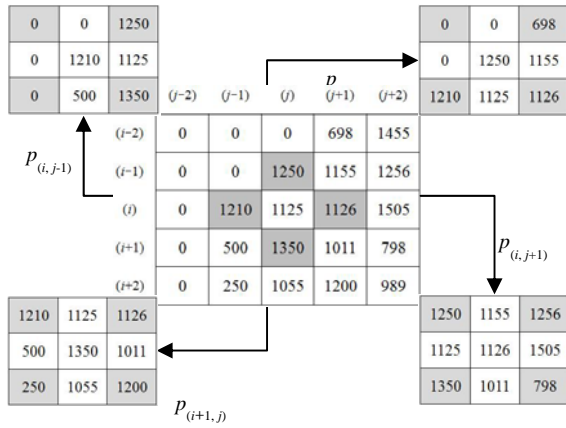 0 0 1250
0 1210 1125
0 500 1350
0 0 698
0 1250 1155
1210 1125 1126
p
(j−2) (j−1) (j) (j+1) (j+2)
(i−2) 0 0 0 698 1455
(i−1) 0 0 1250 1155 1256
(i) 0 1210 1125 1126 1505
(i+1) 0 500 1350 1011 798
(i+2) 0 250 1055 1200 989
p(i, j-1)
p(i, j+1)
1210 1125 1126
500 1350 1011
250 1055 1200
1250 1155 1256
1125 1126 1505
1350 1011 798
p(i+1, j)